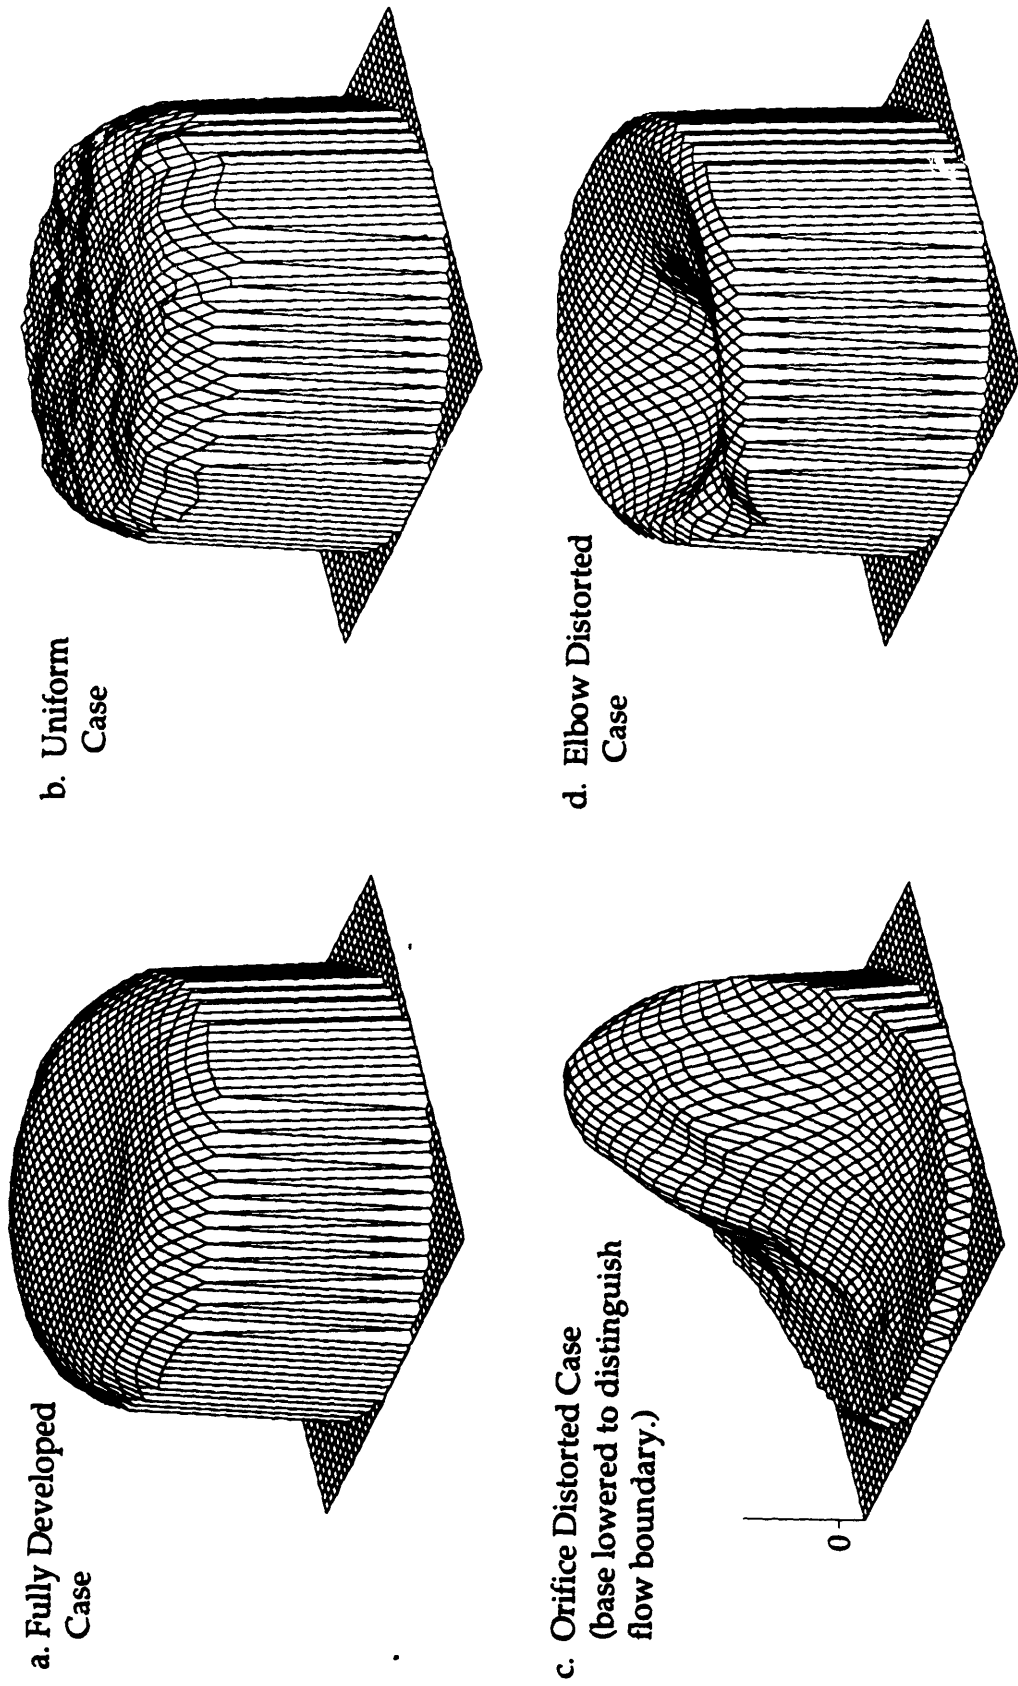 a. Fully Developed
Case
b. Uniform
Case
c. Orifice Distorted Case
(base lowered to distinguish
flow boundary.)
0
d. Elbow Distorted
Case